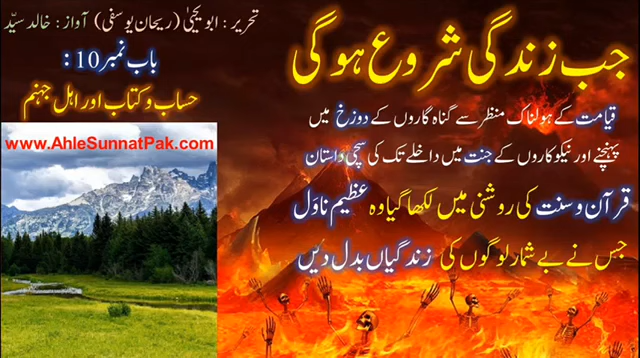 تحریر: ابویحییٰ (ریحان یوسفی) آواز: خالد سیّد
باب نمبر 10:
حساب و کتاب اور اہل جہنم
www.AhleSunnatPak.com
جب زندگی شروع ہوگی
قیامت کے ہولناک منظر سے گناہ گاروں کے دوزخ میں
پہنچنے اور نیکوکاروں کے جنت میں داخلے تک کی سچی داستان
قرآن و سنت کی روشنی میں لکھا گیا وہ عظیم ناوَل
جس نے بے شمار لوگوں کی زندگیاں بدل دیں